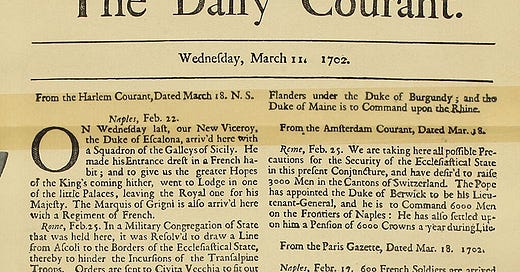 The Daily Courant.
Wednesday, March 11. 1702.
From the Harlem Courant, Dated March 18. N. S.
Naples, Feb. 22.
ON Wednesday last, our New Viceroy,
the Duke of Escalona, arriv'd here with
a Squadron of the Galleys of Sicily. He
made his Entrance drest in a French ha-
bit; and to give us the greater Hopes
of the King's coming hither, went to Lodge in one
of the little Palaces, leaving the Royal one for his
Majesty. The Marquis of Grigni is also arriv'd here
with a Regiment of French.
Rome, Feb. 25. In a Military Congregation of State
that was held here, it was Resolv'd to draw a Line
from Ascoli to the Borders of the Ecclesiastical State,
thereby to hinder the Incursions of the Transalpine
Troops. Orders are sent to Civita Vecchia to fit out
Flanders under the Duke of Burgundy; and the
Duke of Maine is to Command upon the Rhine.
From the Amsterdam Courant, Dated Mar. 18.
Rome, Feb. 25. We are taking here all possible Pre-
cautions for the Security of the Ecclesiastical State
in this present Conjuncture, and have desir'd to raise
3000 Men in the Cantons of Switzerland. The Pope
has appointed the Duke of Berwick to be his Lieu-
tenant-General, and he is to Command 6000 Men
on the Frontiers of Naples: He has also settled up-
on him a Pension of 6000 Crowns a year during Life.
From the Paris Gazette, Dated Mar. 18. 1702.
Naples, Feb. 17. 600 French Soldiers are arrived